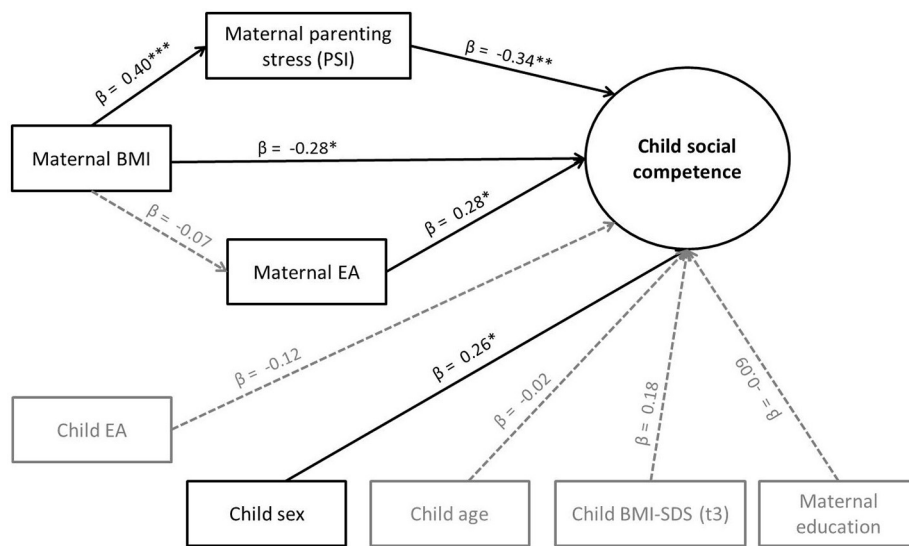 Maternal parenting
stress (PSI)
β = 0.40***
β = -0.34**
Maternal BMI
β = -0.28*
Child social
competence
β = -0.07
Maternal EA
β = 0.28*
β = -0.12
Child EA
β = 0.26*
β = -0.02
β = 0.18
β = -0.09
Child sex
Child age
Child BMI-SDS (t3)
Maternal
education